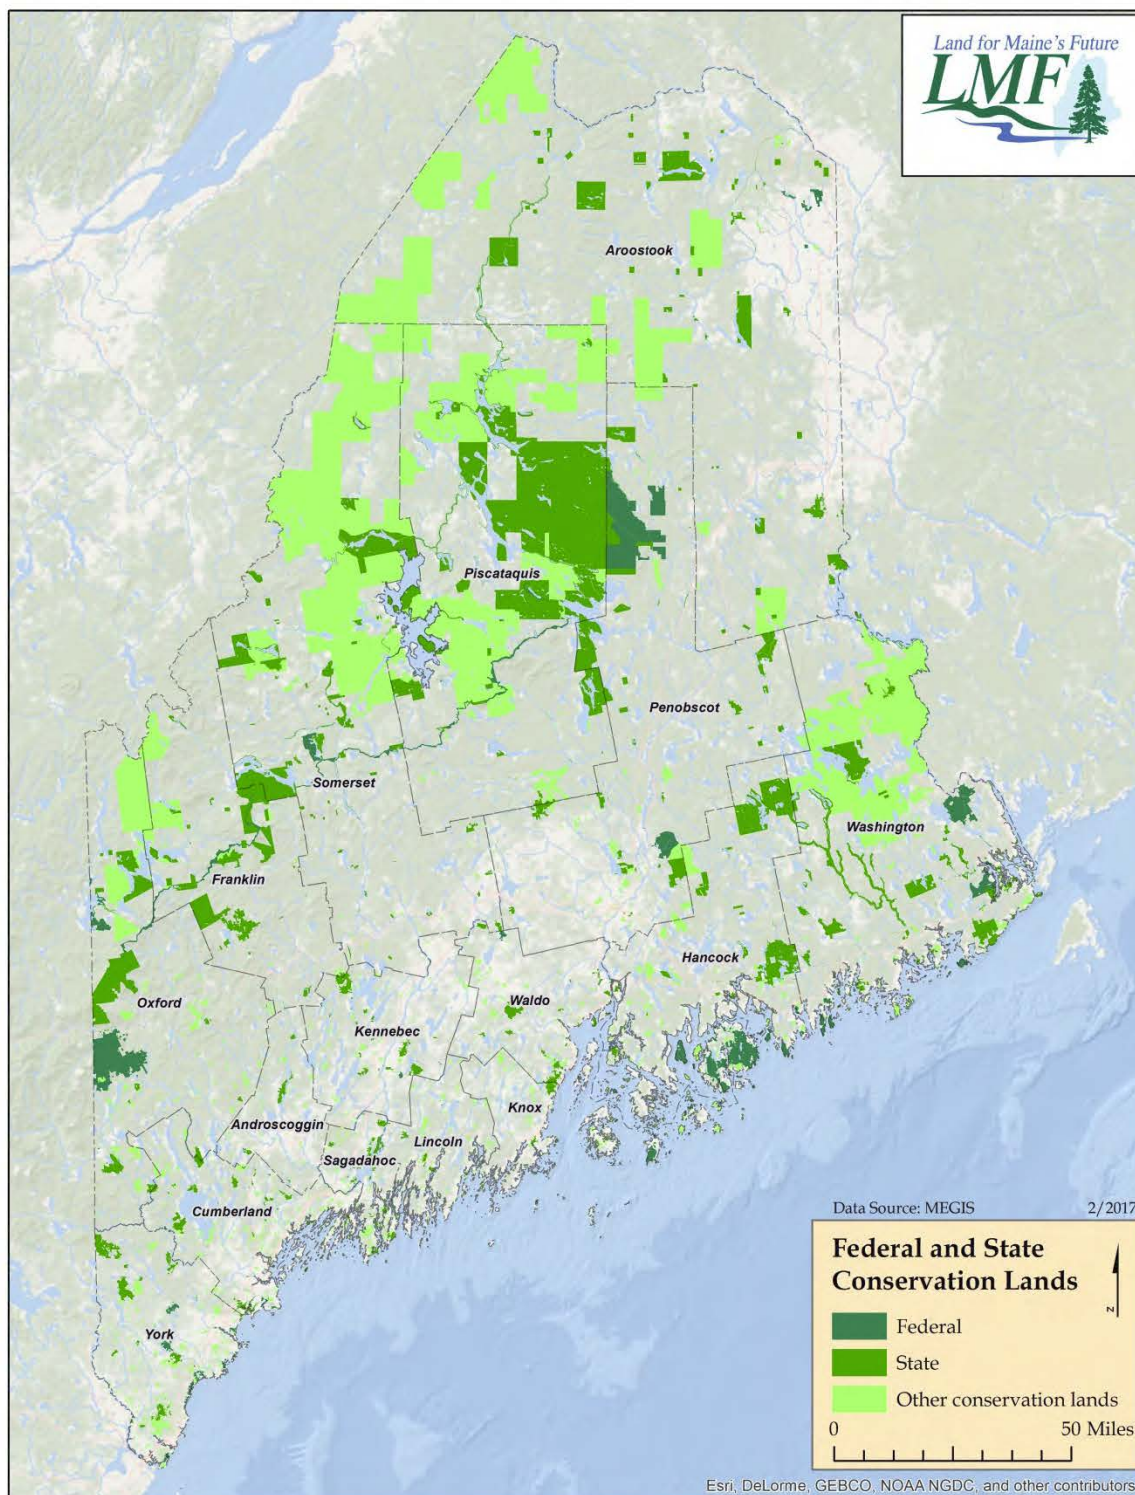 Land for Maine's Future
LMF
Aroostook
Piscataquis
Penobscot
Somerset
Washington
Franklin
Hancock
Oxford
Waldo
Kennebec
Knox
Androscoggin
Lincoln
Sagadahoc
Cumberland
York
Data Source: MEGIS 2/2017
Federal and State
Conservation Lands
N
Federal
State
Other conservation lands
0 50 Miles
Esri, DeLorme, GEBCO, NOAA NGDC, and other contributors